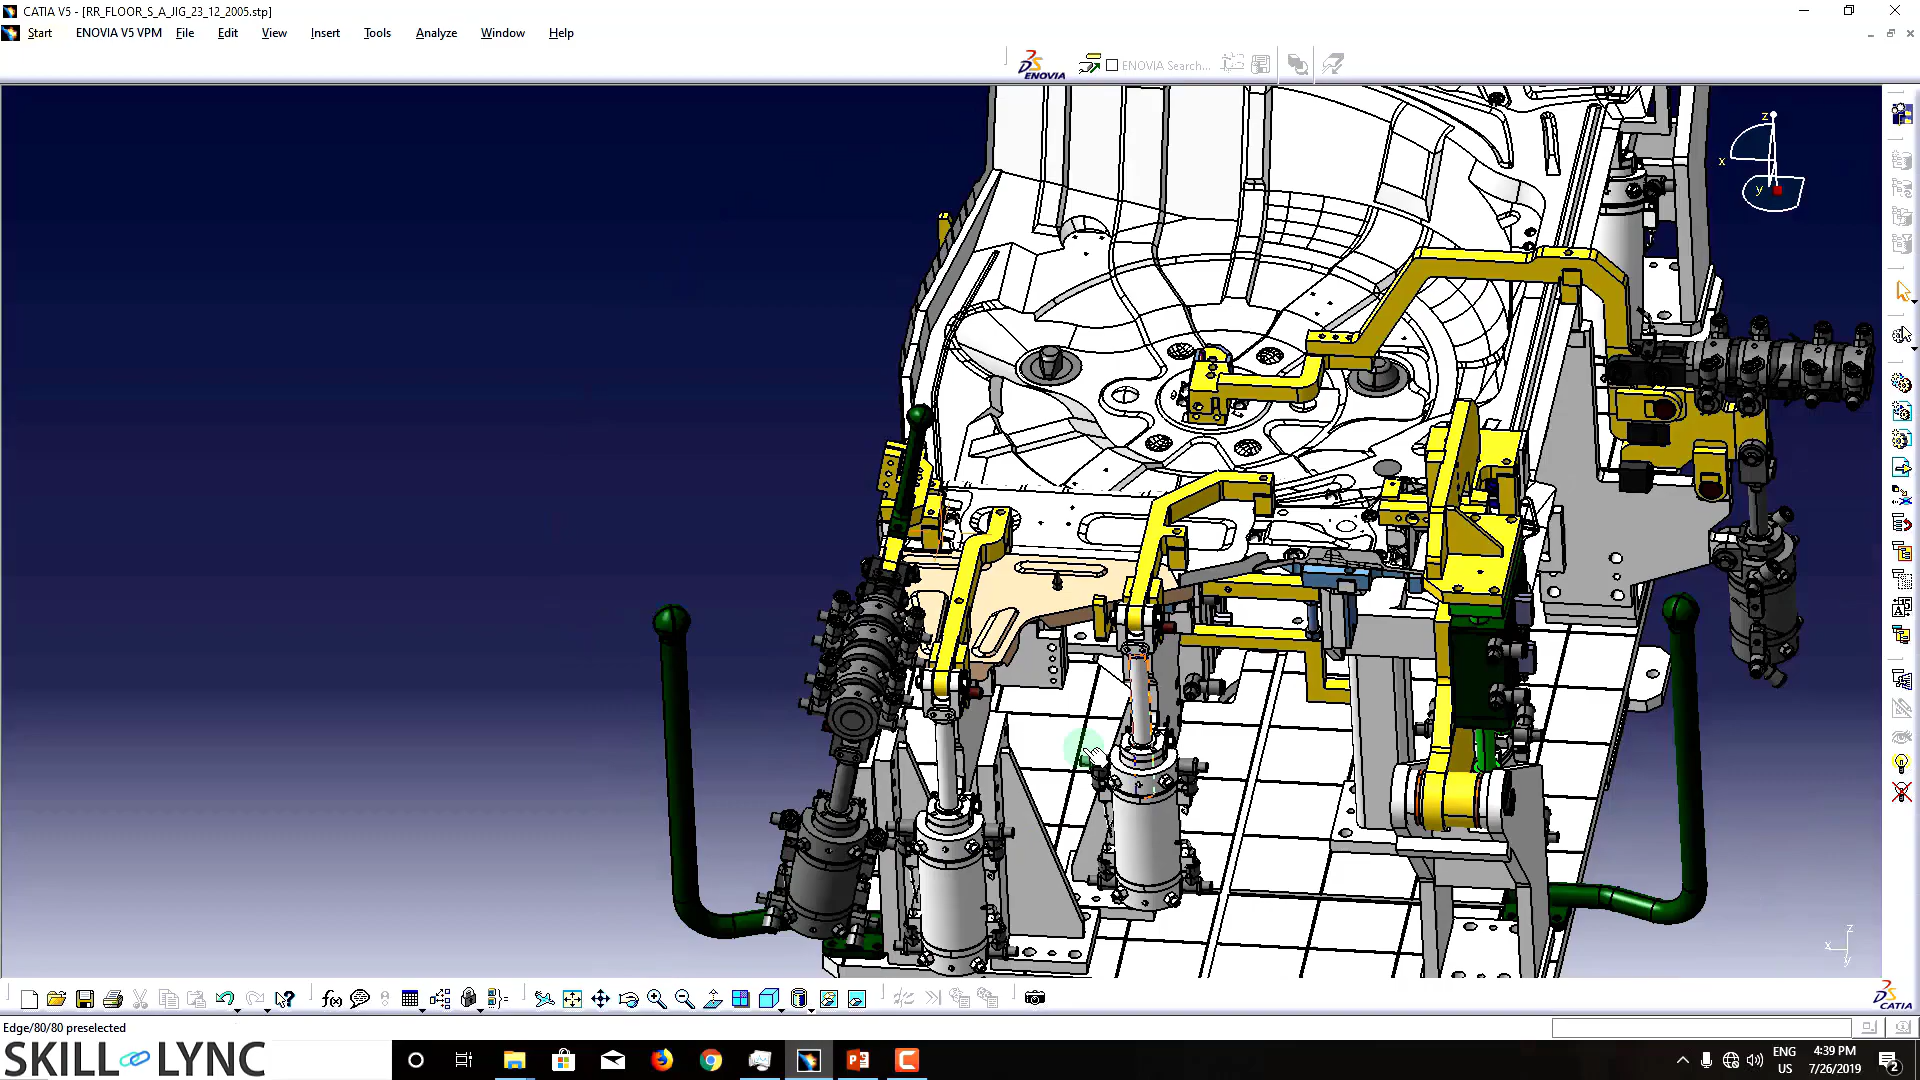 CATIA V5 - [RR_FLOOR_S_A_JIG_23_12_2005.stp]
Start ENOVIA V5 VPM File Edit View Insert Tools Analyze Window Help
ENOVIA
ENOVIA Search...
z
x
y
z
x
y
CATIA
Edge/80/80 preselected
SKILL LYNC
ENG
US
4:39 PM
7/26/2019
2